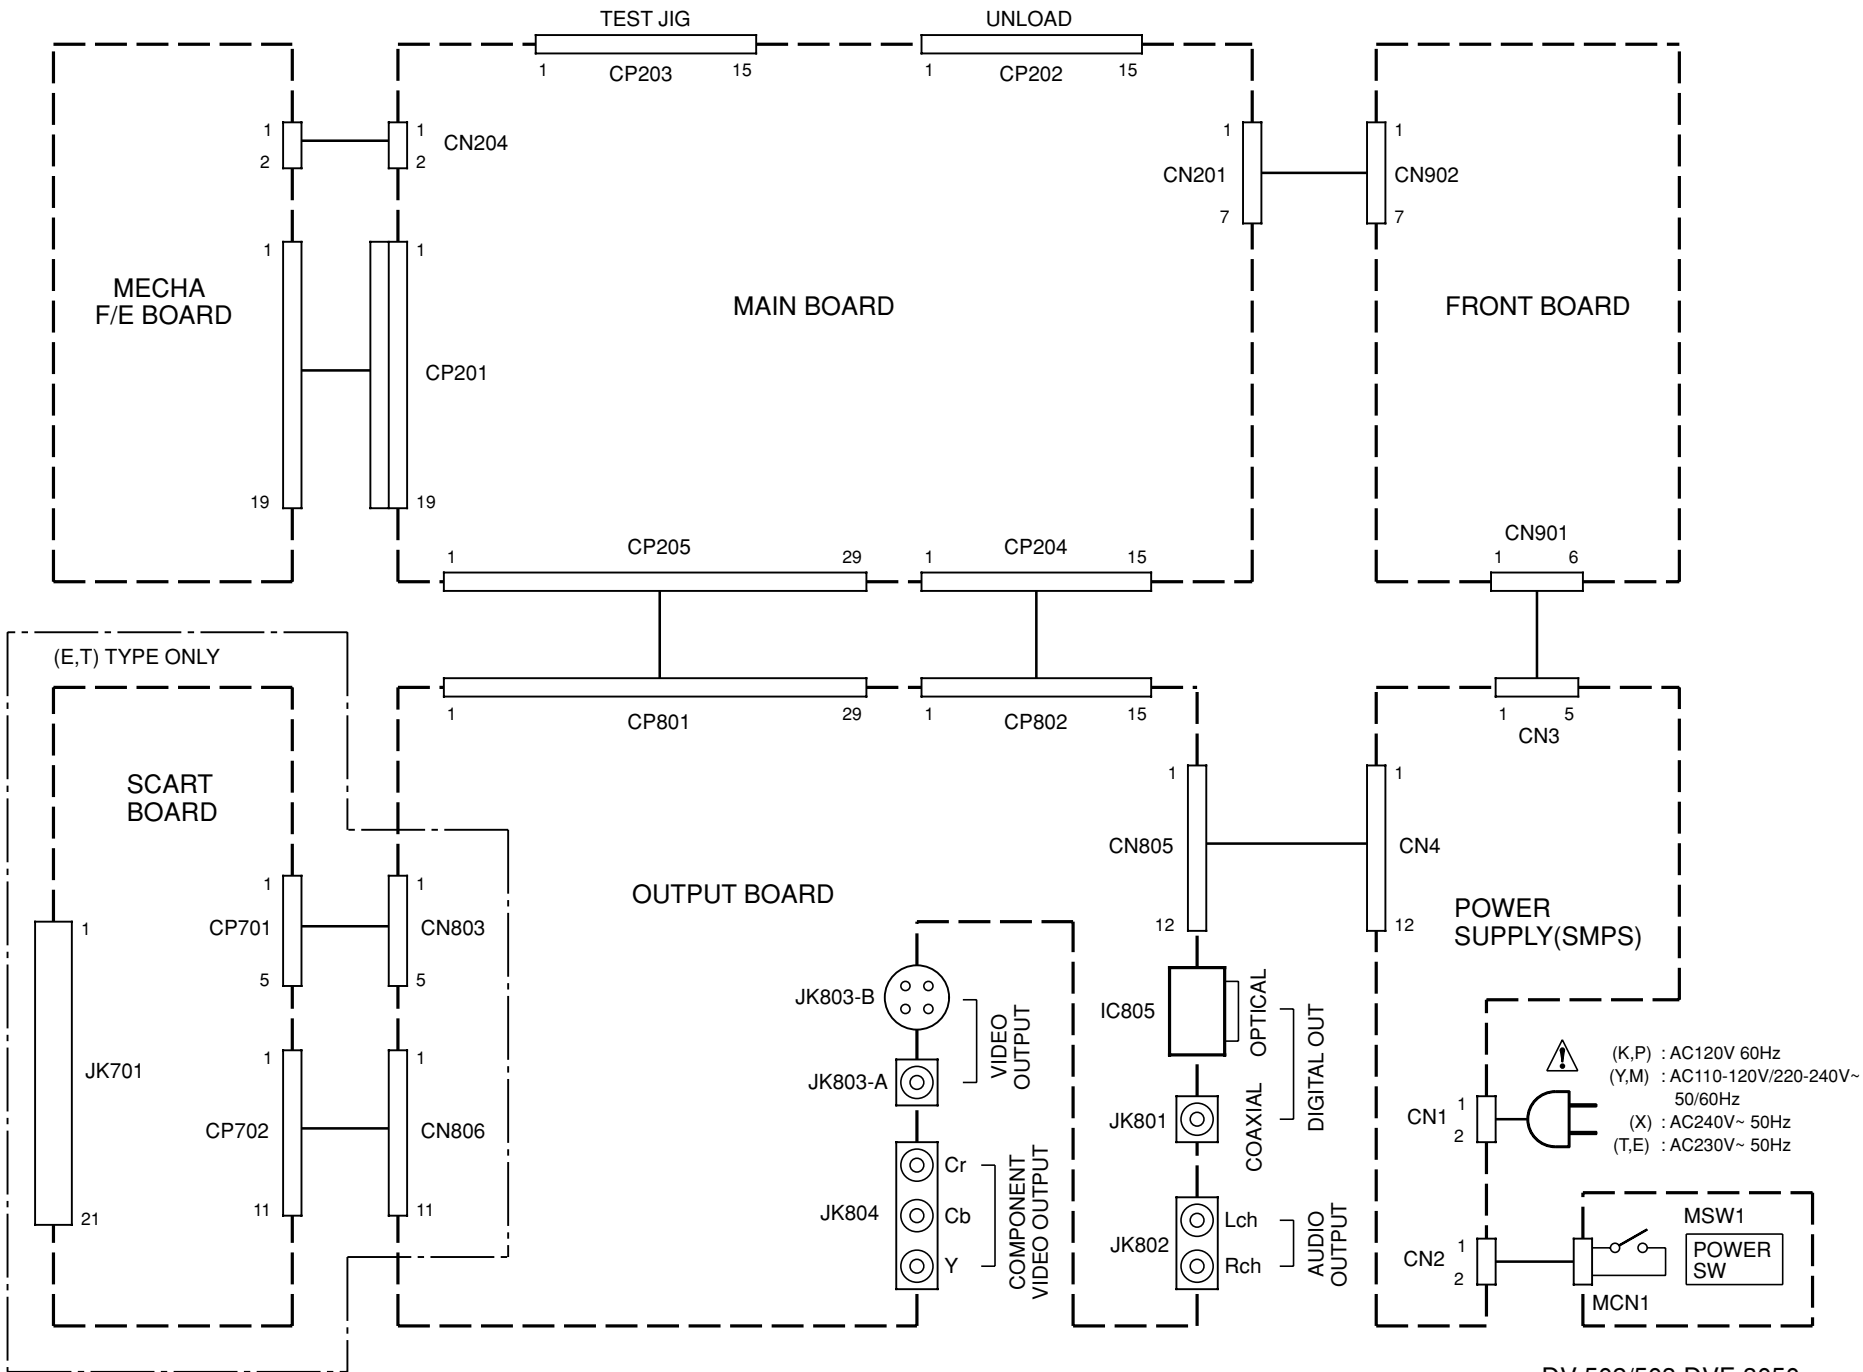 TEST JIG
UNLOAD
1 CP203 15
1 CP202 15
1
2
1
2
CN204
1
19
1
19
CP201
MECHA
F/E BOARD
MAIN BOARD
1
CN201
7
1
CN902
7
FRONT BOARD
1 CP205 29
1 CP204 15
CN901
1 6
(E,T) TYPE ONLY
1 CP801 29
1 CP802 15
1 5
CN3
SCART
BOARD
1
CP701
5
1
CN803
5
1
JK701
21
1
CP702
11
1
CN806
11
OUTPUT BOARD
1
CN805
12
1
CN4
12
POWER
SUPPLY(SMPS)
JK803-B
JK803-A
VIDEO
OUTPUT
JK804
Cr
Cb
Y
COMPONENT
VIDEO OUTPUT
IC805
OPTICAL
JK801
COAXIAL
DIGITAL OUT
JK802
Lch
Rch
AUDIO
OUTPUT
(K,P) : AC120V 60Hz
(Y,M) : AC110-120V/220-240V~
50/60Hz
(X) : AC240V~ 50Hz
(T,E) : AC230V~ 50Hz
CN1
1
2
CN2
1
2
MSW1
POWER
SW
MCN1